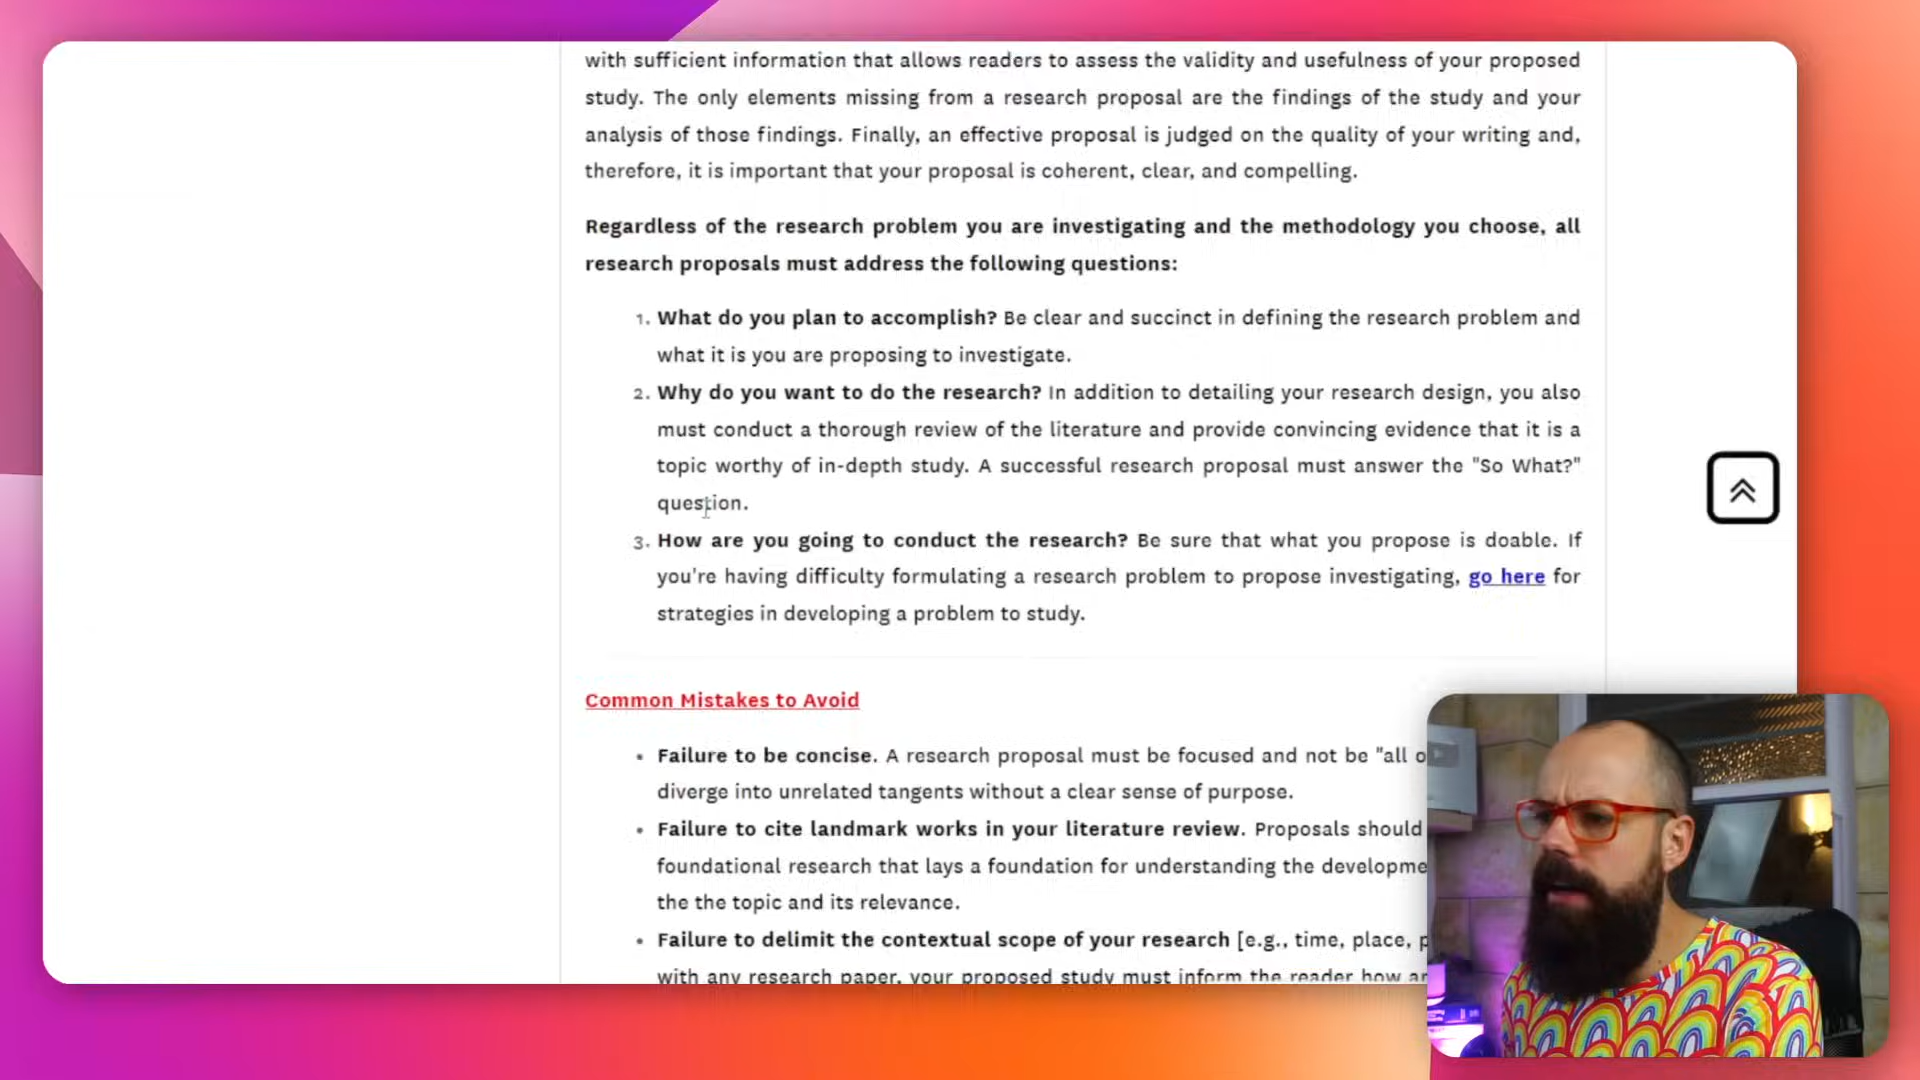 with sufficient information that allows readers to assess the validity and usefulness of your proposed
study. The only elements missing from a research proposal are the findings of the study and your
analysis of those findings. Finally, an effective proposal is judged on the quality of your writing and,
therefore, it is important that your proposal is coherent, clear, and compelling.
Regardless of the research problem you are investigating and the methodology you choose, all
research proposals must address the following questions:
1. What do you plan to accomplish? Be clear and succinct in defining the research problem and
what it is you are proposing to investigate.
2. Why do you want to do the research? In addition to detailing your research design, you also
must conduct a thorough review of the literature and provide convincing evidence that it is a
topic worthy of in-depth study. A successful research proposal must answer the "So What?"
question.
3. How are you going to conduct the research? Be sure that what you propose is doable. If
you're having difficulty formulating a research problem to propose investigating, go here for
strategies in developing a problem to study.
Common Mistakes to Avoid
• Failure to be concise. A research proposal must be focused and not be "all
diverge into unrelated tangents without a clear sense of purpose.
• Failure to cite landmark works in your literature review. Proposals should
foundational research that lays a foundation for understanding the
the the topic and its relevance.
• Failure to delimit the contextual scope of your research [e.g., time, place,
with any research paper, your proposed study must inform the reader how